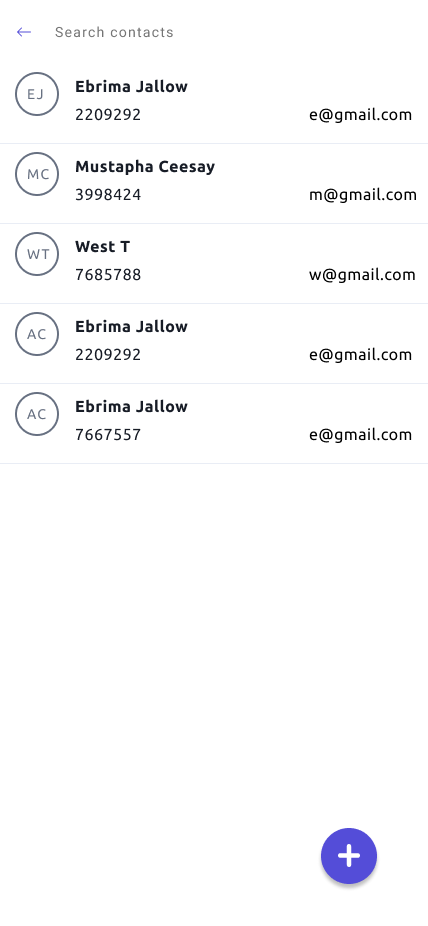 Search contacts
EJ
Ebrima Jallow
2209292 e@gmail.com
MC
Mustapha Ceesay
3998424 m@gmail.com
WT
West T
7685788 w@gmail.com
AC
Ebrima Jallow
2209292 e@gmail.com
AC
Ebrima Jallow
7667557 e@gmail.com